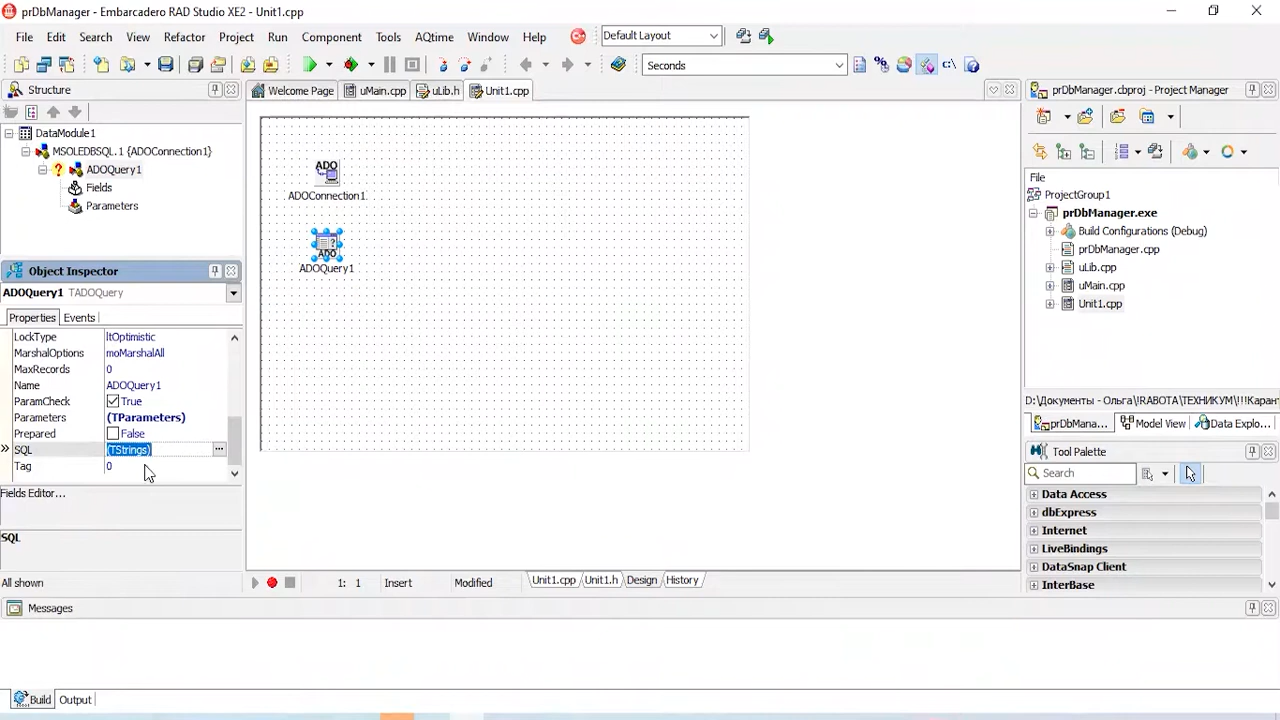 prDbManager - Embarcadero RAD Studio XE2 - Unit1.cpp
File Edit Search View Refactor Project Run Component Tools AQtime Window Help Default Layout
Seconds
Structure
DataModule1
MSOLEDBSQL.1 {ADOConnection1}
ADOQuery1
Fields
Parameters
Object Inspector
ADOQuery1 TADOQuery
Properties Events
LockType ltOptimistic
MarshalOptions moMarshalAll
MaxRecords 0
Name ADOQuery1
ParamCheck True
Parameters (TParameters)
Prepared False
SQL (TStrings)
Tag 0
Fields Editor...
SQL
All shown
Welcome Page uMain.cpp uLib.h Unit1.cpp
ADO
ADOConnection1
ADO
ADOQuery1
1: 1 Insert Modified Unit1.cpp Unit1.h Design History
prDbManager.cbproj - Project Manager
File
ProjectGroup1
prDbManager.exe
Build Configurations (Debug)
prDbManager.cpp
uLib.cpp
uMain.cpp
Unit1.cpp
D:\Документы - Ольга\!RABOTA\ТЕХНИКУМ\!!!Каран
prDbMana... Model View Data Explo...
Tool Palette
Search
Data Access
dbExpress
Internet
LiveBindings
DataSnap Client
InterBase
Messages
Build Output